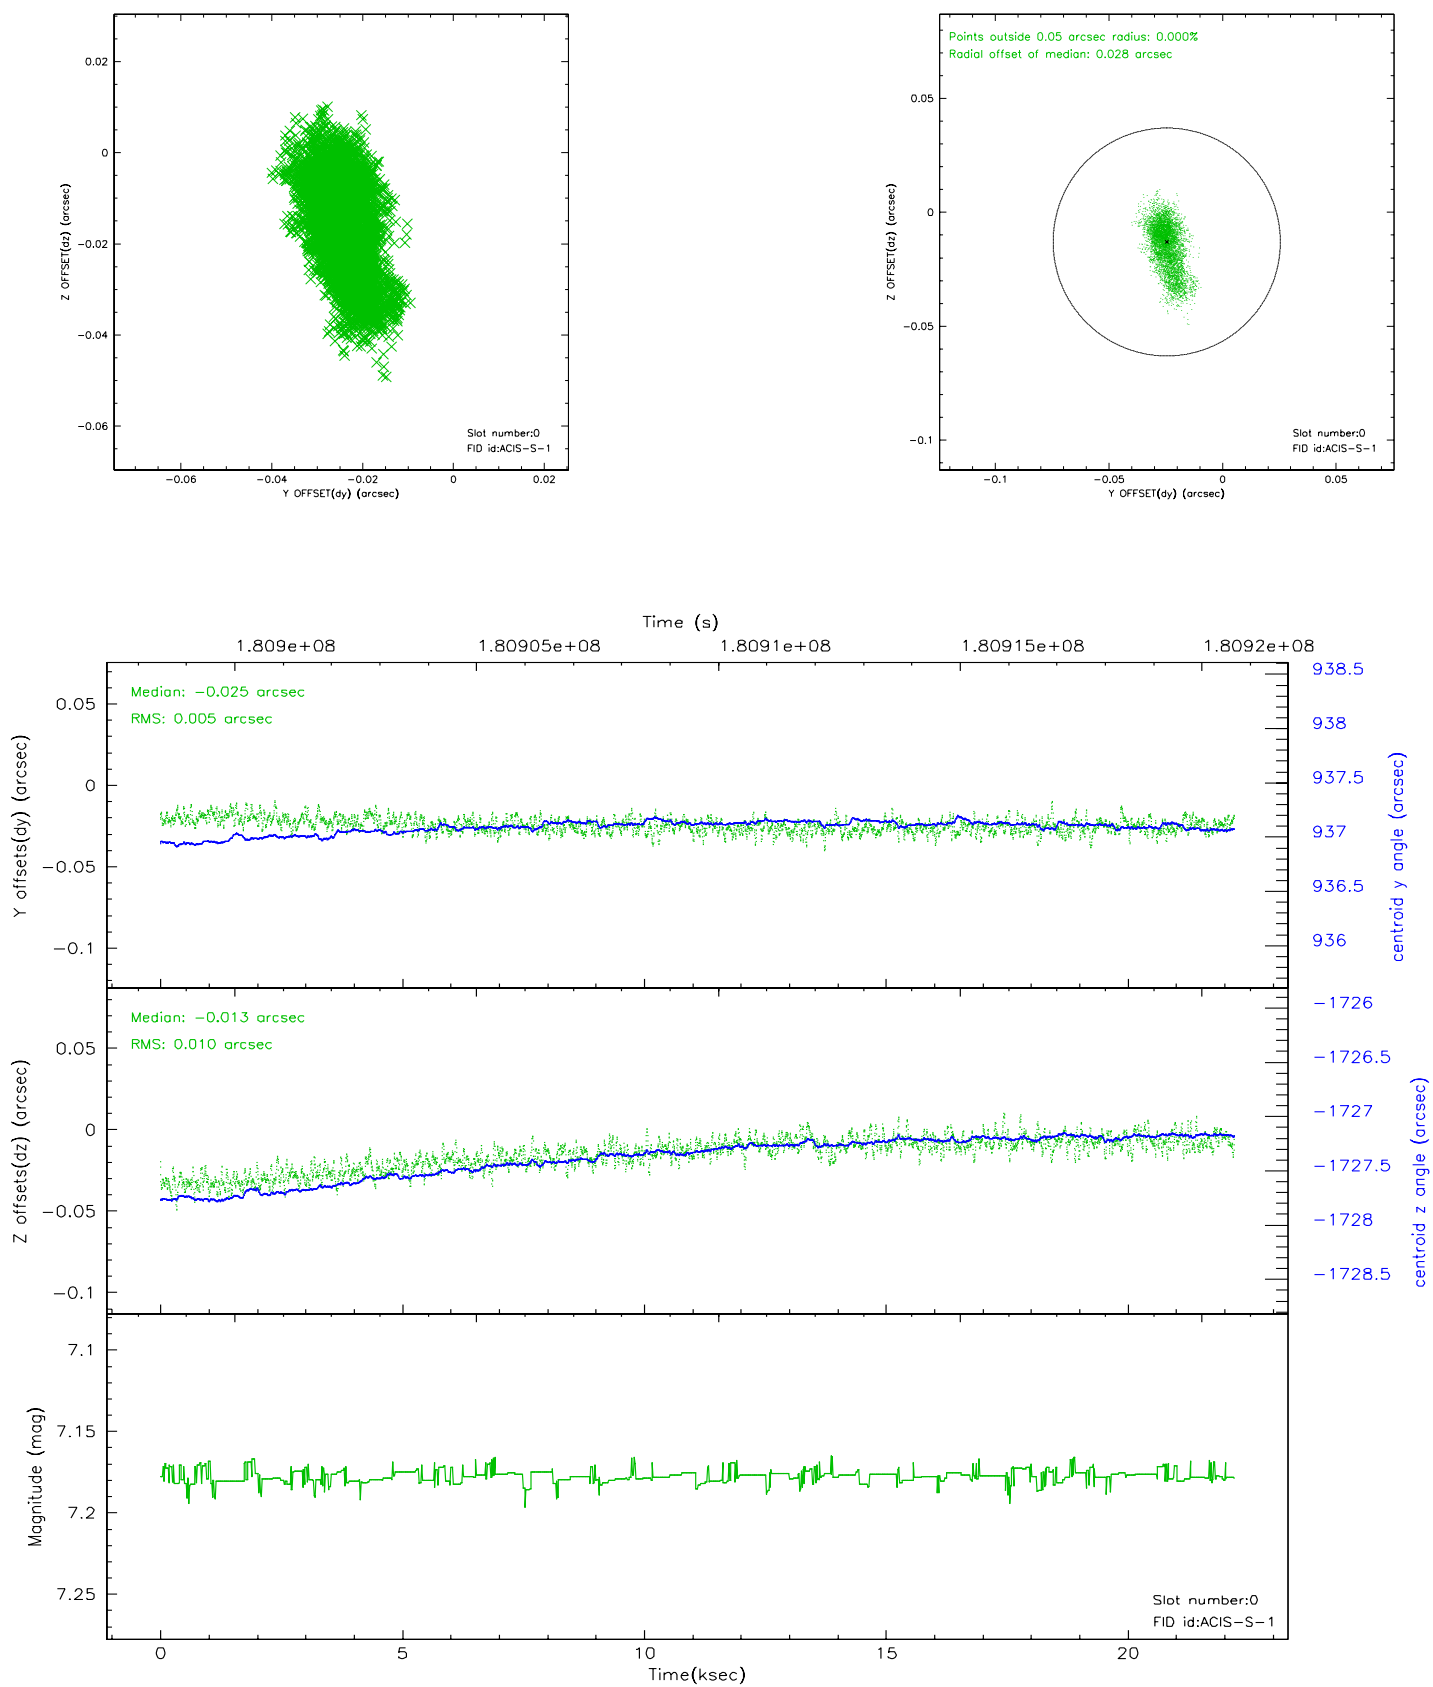 0.02
0
−0.02
−0.04
−0.06
Z OFFSET(dz) (arcsec)
Slot number:0
FID id:ACIS−S−1
−0.06 −0.04 −0.02 0 0.02
Y OFFSET(dy) (arcsec)
Points outside 0.05 arcsec radius: 0.000%
Radial offset of median: 0.028 arcsec
0.05
0
−0.05
−0.1
Z OFFSET(dz) (arcsec)
Slot number:0
FID id:ACIS−S−1
−0.1 −0.05 0 0.05
Y OFFSET(dy) (arcsec)
Time (s)
1.809e+08 1.80905e+08 1.8091e+08 1.80915e+08 1.8092e+08
Median: −0.025 arcsec
RMS: 0.005 arcsec
0.05
0
−0.05
−0.1
Y offsets(dy) (arcsec)
938.5
938
937.5
937
936.5
936
centroid y angle (arcsec)
Median: −0.013 arcsec
RMS: 0.010 arcsec
0.05
0
−0.05
−0.1
Z offsets(dz) (arcsec)
−1726
−1726.5
−1727
−1727.5
−1728
−1728.5
centroid z angle (arcsec)
7.1
7.15
7.2
7.25
Magnitude (mag)
Slot number:0
FID id:ACIS−S−1
0 5 10 15 20
Time(ksec)